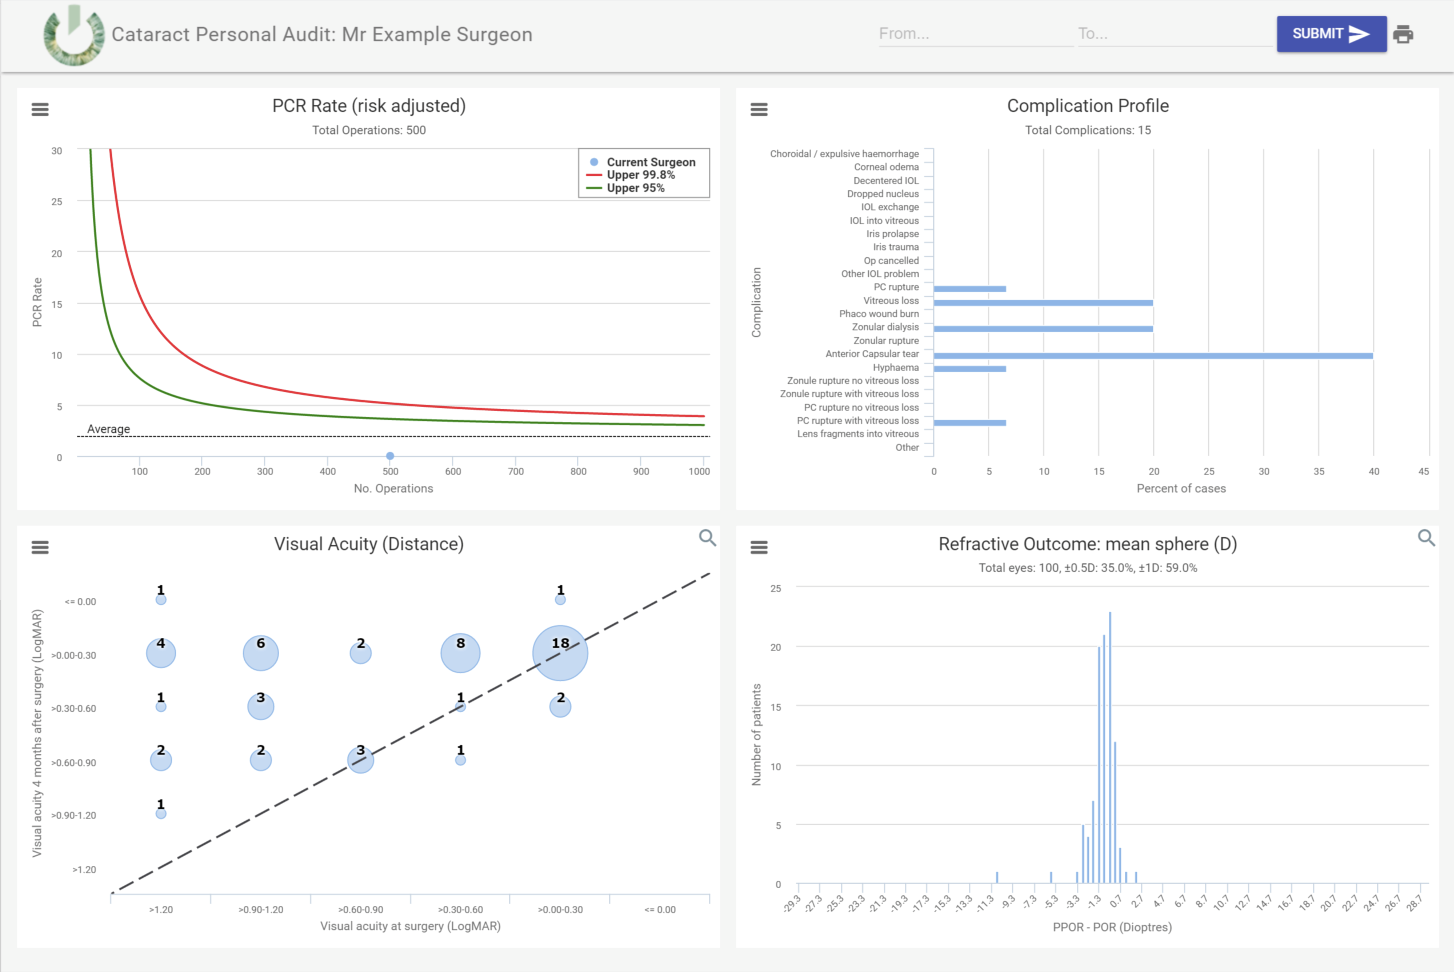 Cataract Personal Audit: Mr Example Surgeon
From...
To...
SUBMIT
PCR Rate (risk adjusted)
Total Operations: 500
Current Surgeon
Upper 99.8%
Upper 95%
30
25
20
15
10
5
0
PCR Rate
Average
100 200 300 400 500 600 700 800 900 1000
No. Operations
Complication Profile
Total Complications: 15
Complication
Choroidal / expulsive haemorrhage
Corneal odema
Decentered IOL
Dropped nucleus
IOL exchange
IOL into vitreous
Iris prolapse
Iris trauma
Op cancelled
Other IOL problem
PC rupture
Vitreous loss
Phaco wound burn
Zonular dialysis
Zonular rupture
Anterior Capsular tear
Hyphaema
Zonule rupture no vitreous loss
Zonule rupture with vitreous loss
PC rupture no vitreous loss
PC rupture with vitreous loss
Lens fragments into vitreous
Other
0 5 10 15 20 25 30 35 40 45
Percent of cases
Visual Acuity (Distance)
Visual acuity 4 months after surgery (LogMAR)
<= 0.00
1 1
>0.00-0.30
4 6 2 8 18
>0.30-0.60
1 3 1 2
>0.60-0.90
2 2 3 1
>0.90-1.20
1
>1.20
>1.20 >0.90-1.20 >0.60-0.90 >0.30-0.60 >0.00-0.30 <= 0.00
Visual acuity at surgery (LogMAR)
Refractive Outcome: mean sphere (D)
Total eyes: 100, ±0.5D: 35.0%, ±1D: 59.0%
Number of patients
25
20
15
10
5
0
-29.3 -27.3 -25.3 -23.3 -21.3 -19.3 -17.3 -15.3 -13.3 -11.3 -9.3 -7.3 -5.3 -3.3 -1.3 0.7 2.7 4.7 6.7 8.7 10.7 12.7 14.7 16.7 18.7 20.7 22.7 24.7 26.7 28.7
PPOR - POR (Dioptres)